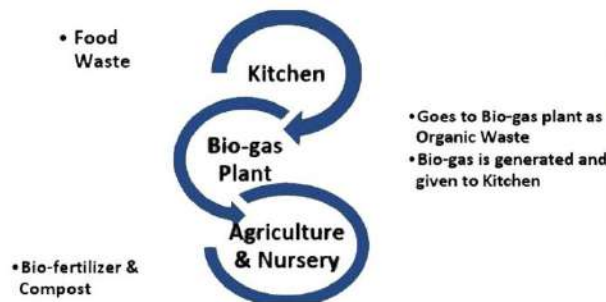 • Food
Waste
Kitchen
• Goes to Bio-gas plant as
Organic Waste
• Bio-gas is generated and
given to Kitchen
Bio-gas
Plant
Agriculture
& Nursery
• Bio-fertilizer &
Compost